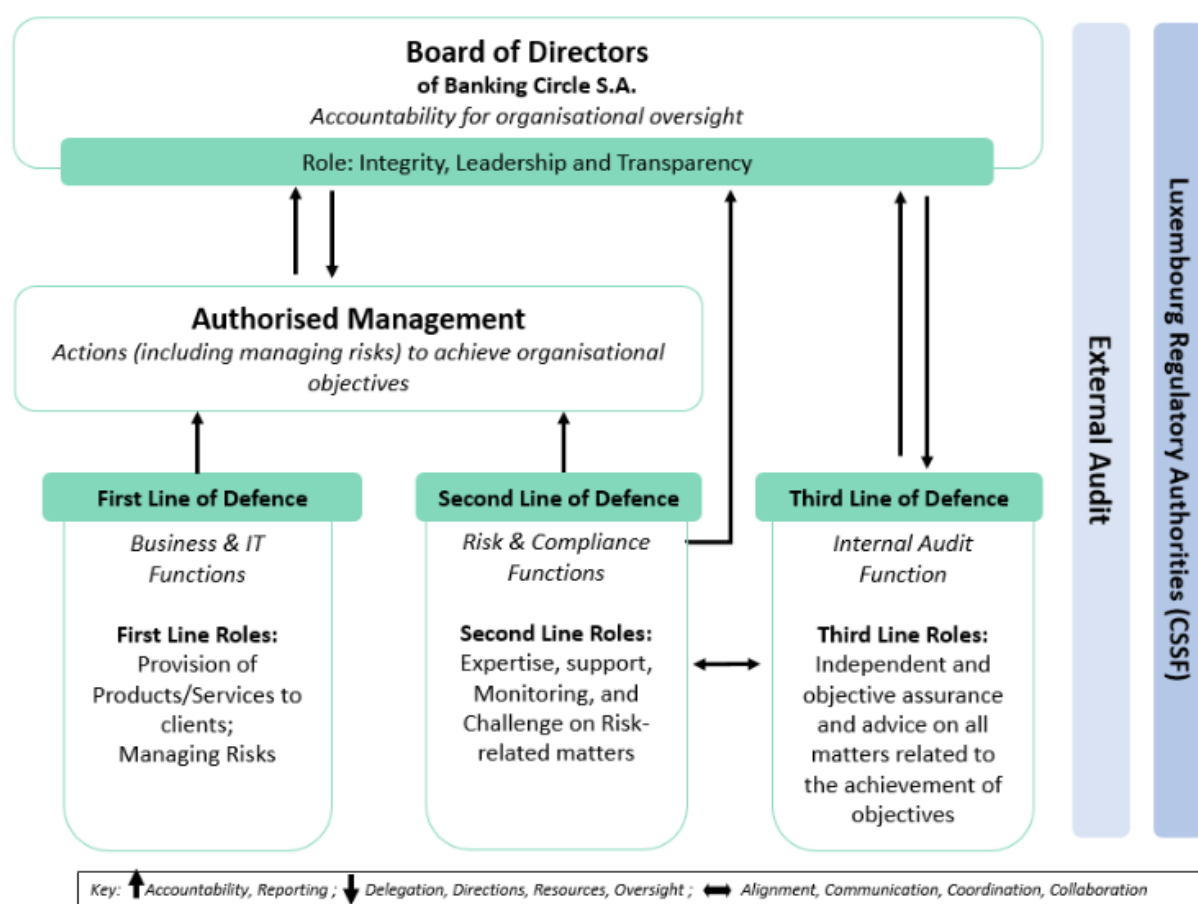 Board of Directors
of Banking Circle S.A.
Accountability for organisational oversight
Role: Integrity, Leadership and Transparency
Authorised Management
Actions (including managing risks) to achieve organisational
objectives
First Line of Defence
Business & IT
Functions
First Line Roles:
Provision of
Products/Services to
clients;
Managing Risks
Second Line of Defence
Risk & Compliance
Functions
Second Line Roles:
Expertise, support,
Monitoring, and
Challenge on Risk-
related matters
Third Line of Defence
Internal Audit
Function
Third Line Roles:
Independent and
objective assurance
and advice on all
matters related to
the achievement of
objectives
External Audit
Luxembourg Regulatory Authorities (CSSF)
Key: Accountability, Reporting ; Delegation, Directions, Resources, Oversight ; Alignment, Communication, Coordination, Collaboration